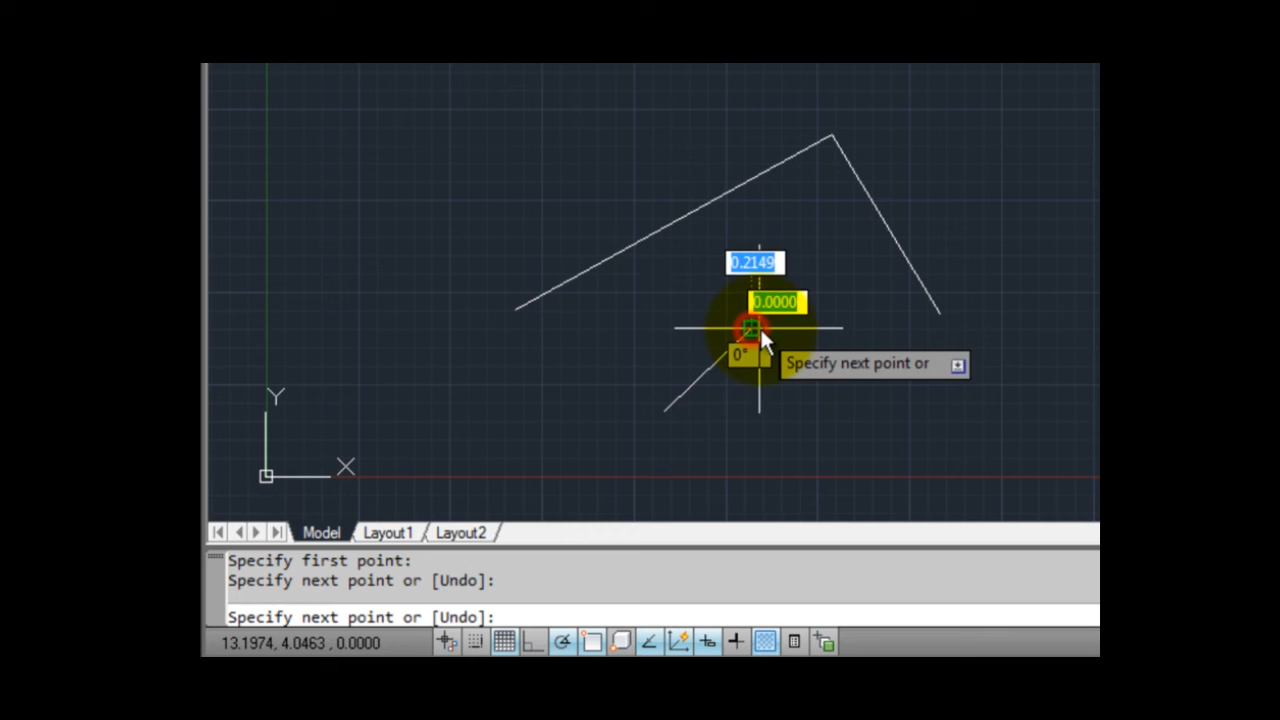 0.2149
0.0000
0°
Specify next point or
Y
X
Model
Layout1
Layout2
Specify first point:
Specify next point or [Undo]:
Specify next point or [Undo]:
13.1974, 4.0463 , 0.0000